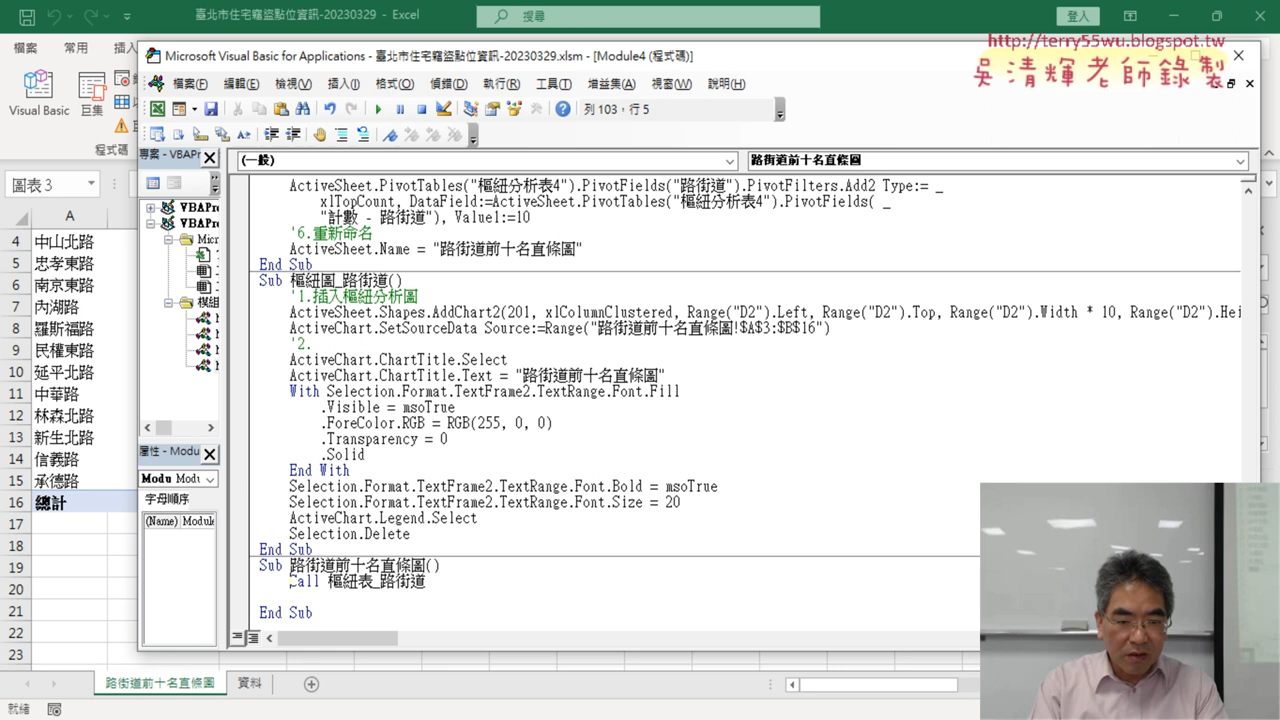 臺北市住宅竊盜點位資訊-20230329 - Excel
搜尋
登入
檔案
常用
插入
http://terry55wu.blogspot.tw
吳清輝老師錄製
Microsoft Visual Basic for Applications - 臺北市住宅竊盜點位資訊-20230329.xlsm - [Module4 (程式碼)]
檔案(F) 編輯(E) 檢視(V) 插入(I) 格式(O) 偵錯(D) 執行(R) 工具(T) 增益集(A) 視窗(W) 說明(H)
列 103，行 5
Visual Basic
巨集
程式碼
專案 - VBAPr
(一般)
路街道前十名直條圖
圖表 3
VBAPr
VBAPr
Micr
模組
屬性 - Modu
Modu Modu
字母順序
(Name) Module
A
4 中山北路
5 忠孝東路
6 南京東路
7 內湖路
8 羅斯福路
9 民權東路
10 延平北路
11 中華路
12 林森北路
13 新生北路
14 信義路
15 承德路
16 總計
17
18
19
20
21
22
23
ActiveSheet.PivotTables("樞紐分析表4").PivotFields("路街道").PivotFilters.Add2 Type:= _
xlTopCount, DataField:=ActiveSheet.PivotTables("樞紐分析表4").PivotFields( _
"計數 - 路街道"), Value1:=10
'6.重新命名
ActiveSheet.Name = "路街道前十名直條圖"
End Sub
Sub 樞紐圖_路街道()
'1.插入樞紐分析圖
ActiveSheet.Shapes.AddChart2(201, xlColumnClustered, Range("D2").Left, Range("D2").Top, Range("D2").Width * 10, Range("D2").Hei
ActiveChart.SetSourceData Source:=Range("路街道前十名直條圖!$A$3:$B$16")
'2.
ActiveChart.ChartTitle.Select
ActiveChart.ChartTitle.Text = "路街道前十名直條圖"
With Selection.Format.TextFrame2.TextRange.Font.Fill
.Visible = msoTrue
.ForeColor.RGB = RGB(255, 0, 0)
.Transparency = 0
.Solid
End With
Selection.Format.TextFrame2.TextRange.Font.Bold = msoTrue
Selection.Format.TextFrame2.TextRange.Font.Size = 20
ActiveChart.Legend.Select
Selection.Delete
End Sub
Sub 路街道前十名直條圖()
Call 樞紐表_路街道
End Sub
路街道前十名直條圖
資料
就緒